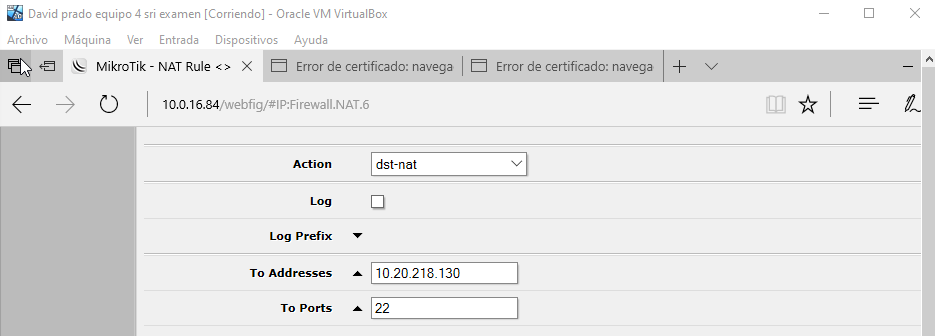 David prado equipo 4 sri examen [Corriendo] - Oracle VM VirtualBox
Archivo Máquina Ver Entrada Dispositivos Ayuda
MikroTik - NAT Rule <> Error de certificado: navega Error de certificado: navega
10.0.16.84/webfig/#IP:Firewall.NAT.6
Action dst-nat
Log
Log Prefix
To Addresses 10.20.218.130
To Ports 22